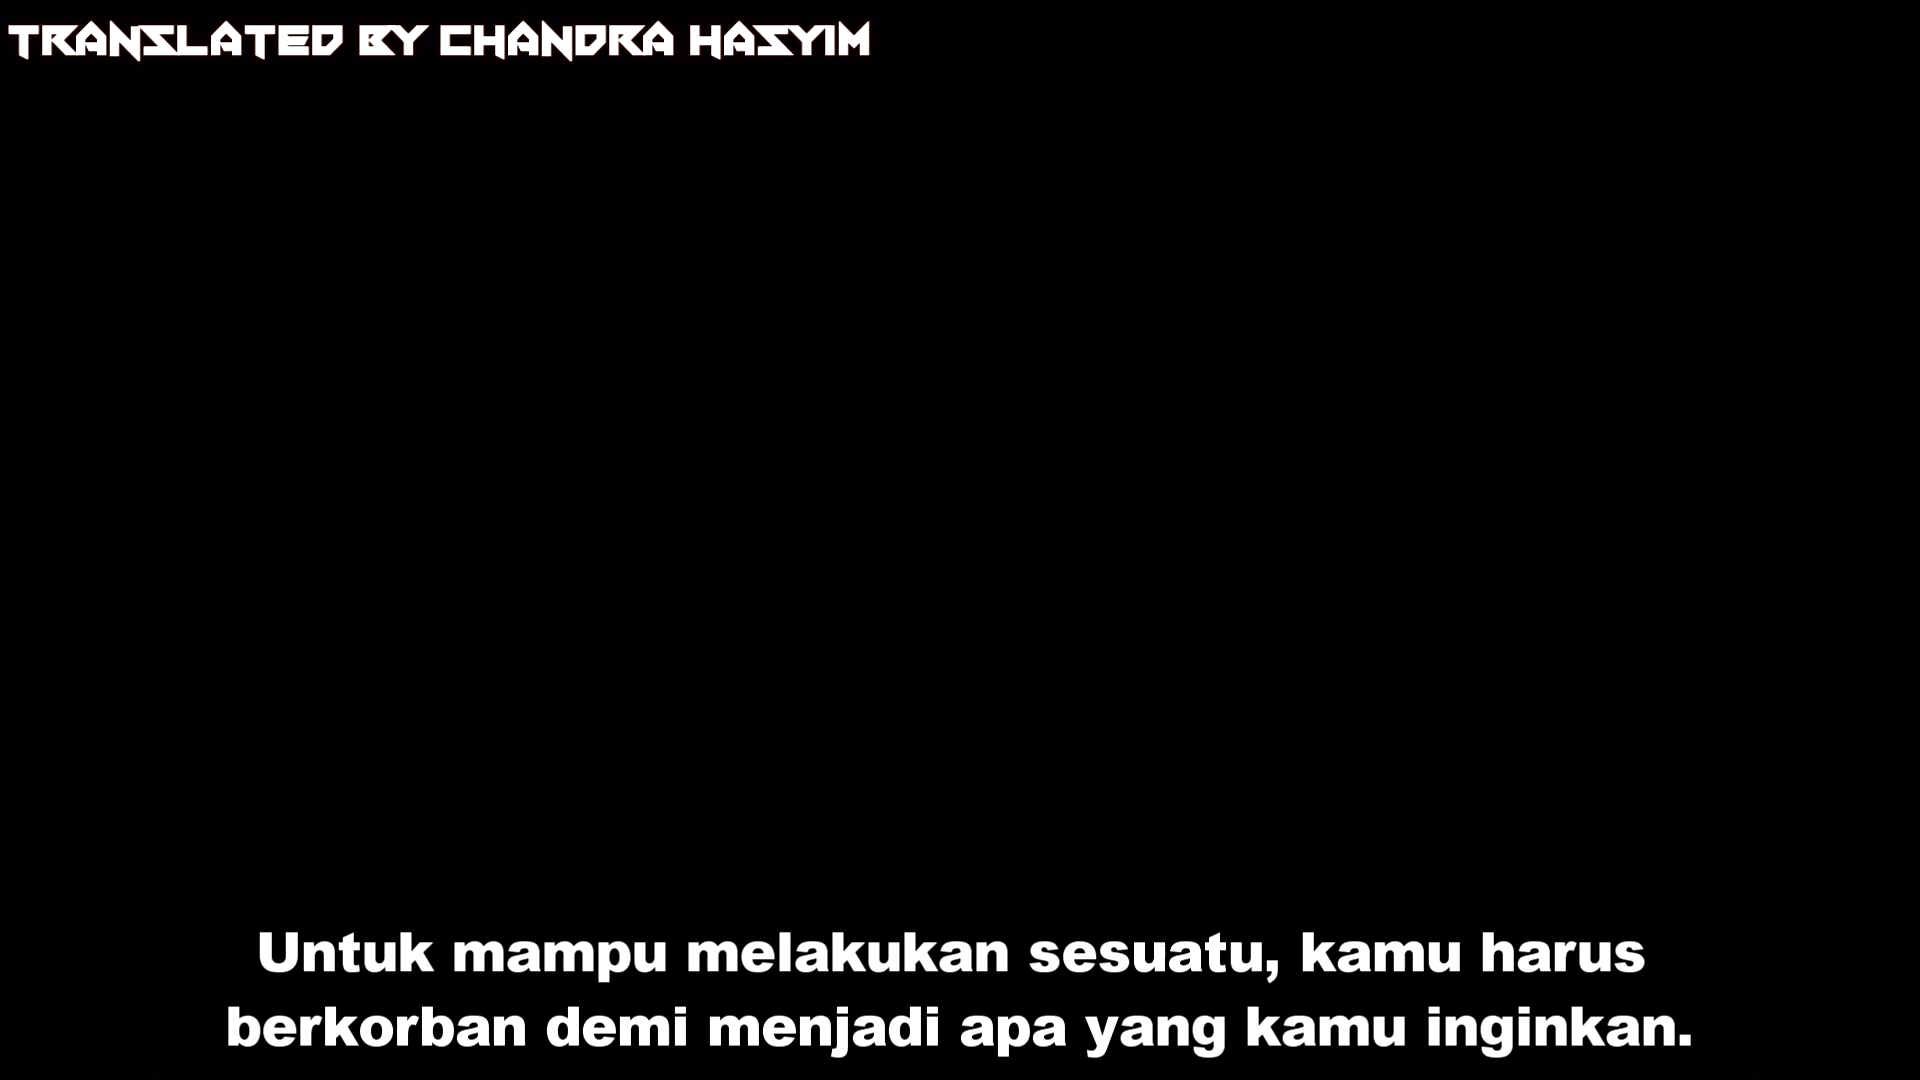 TRANSLATED BY CHANDRA HASYIM
Untuk mampu melakukan sesuatu, kamu harus
berkorban demi menjadi apa yang kamu inginkan.